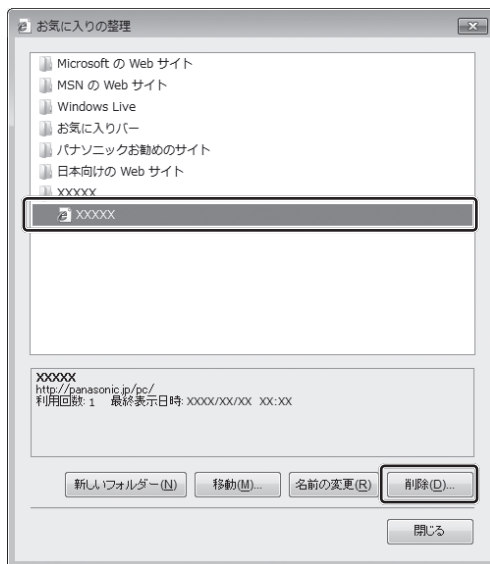 お気に入りの整理
Microsoft の Web サイト
MSN の Web サイト
Windows Live
お気に入りバー
パナソニックお勧めのサイト
日本向けの Web サイト
XXXXX
XXXXX
XXXXX
http://panasonic.jp/pc/
利用回数: 1 最終表示日時: XXXX/XX/XX XX:XX
新しいフォルダー(N) 移動(M)... 名前の変更(R) 削除(D)...
閉じる